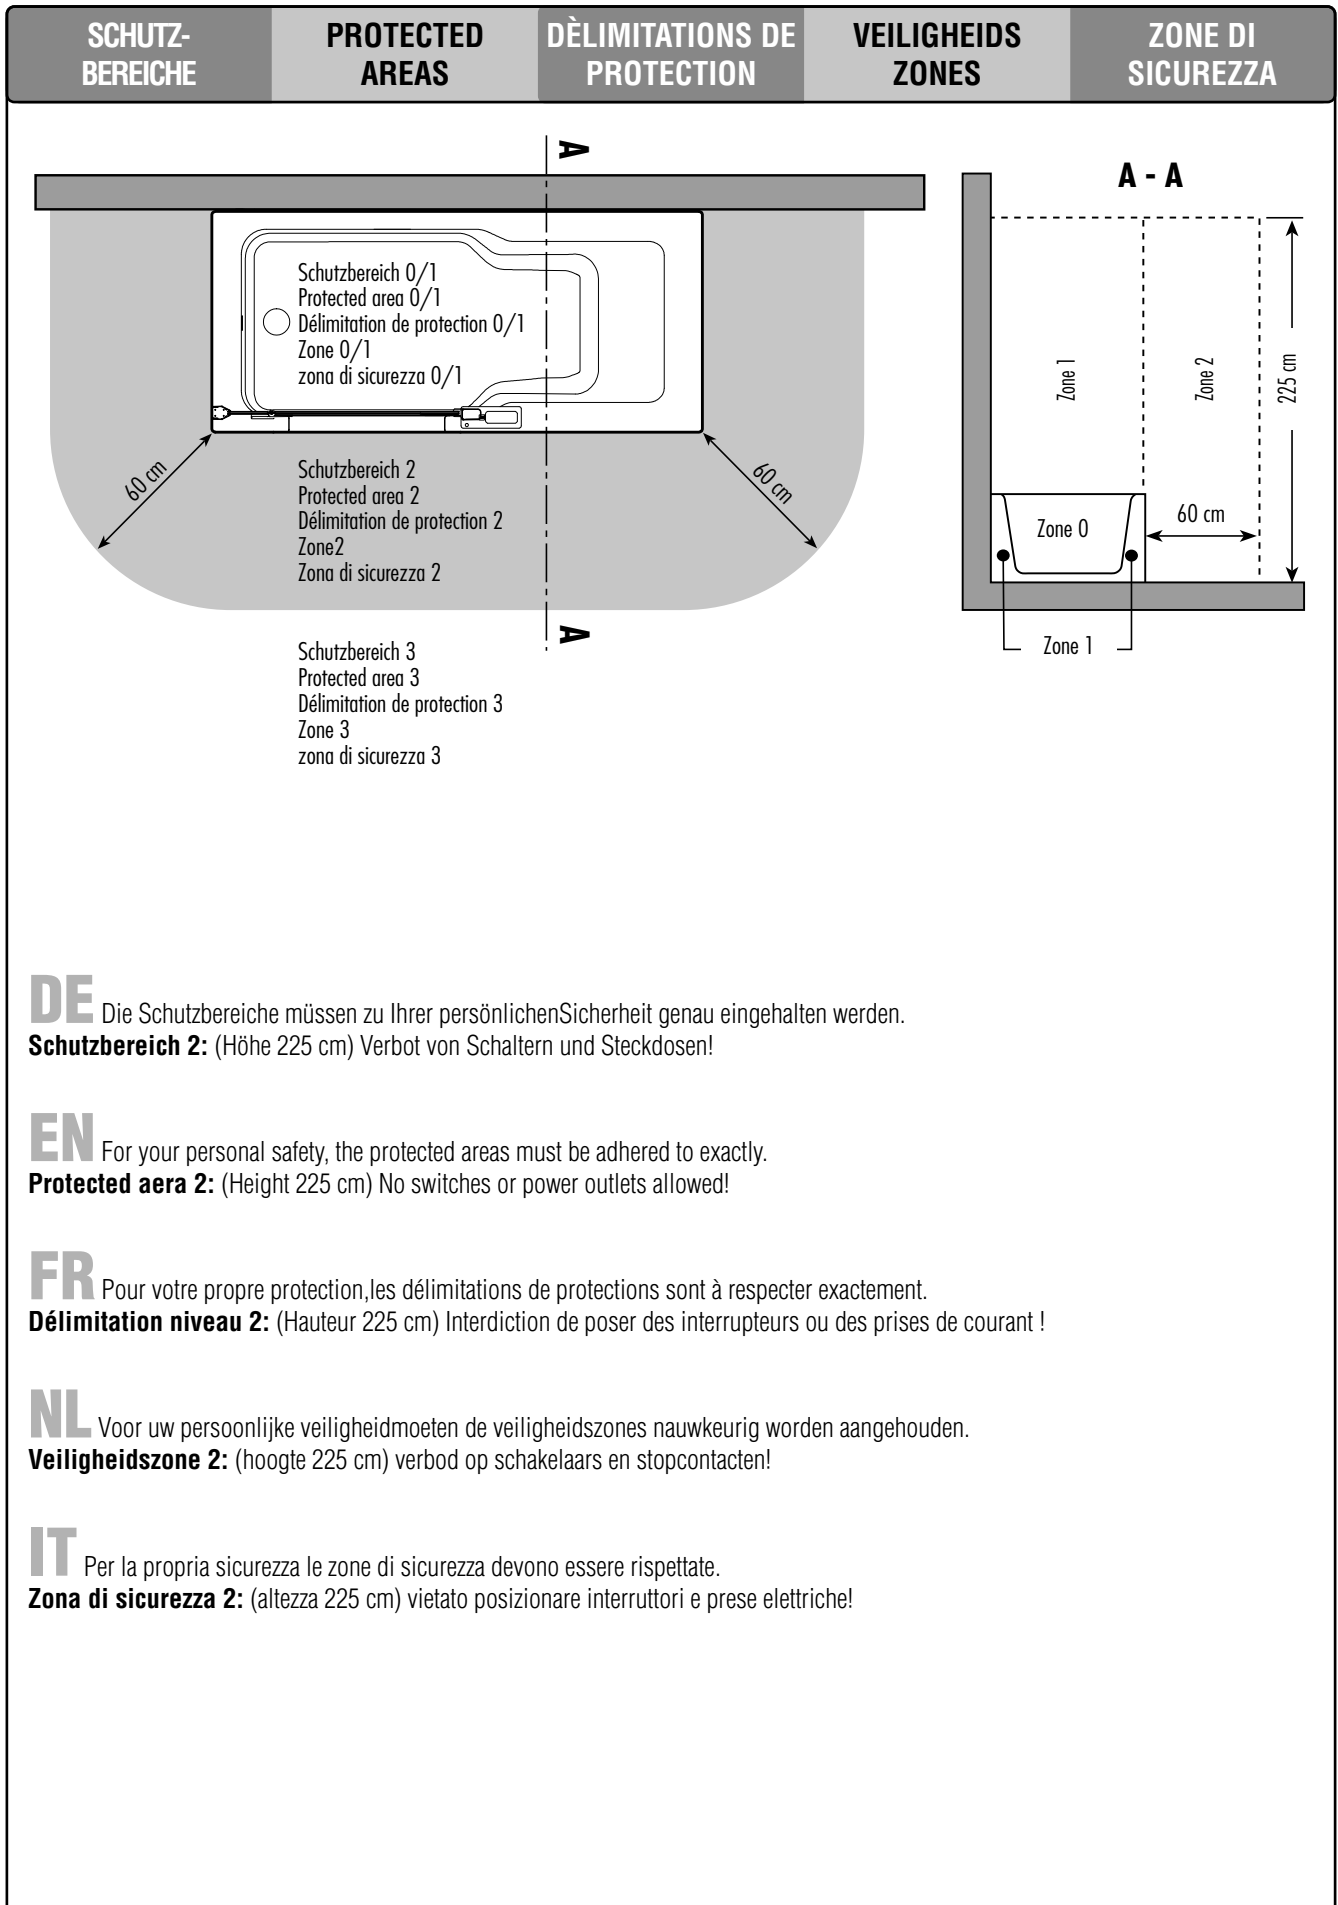 SCHUTZ-
BEREICHE
PROTECTED
AREAS
DÈLIMITATIONS DE
PROTECTION
VEILIGHEIDS
ZONES
ZONE DI
SICUREZZA
A
Schutzbereich 0/1
Protected area 0/1
Délimitation de protection 0/1
Zone 0/1
zona di sicurezza 0/1
60 cm
Schutzbereich 2
Protected area 2
Délimitation de protection 2
Zone2
Zona di sicurezza 2
60 cm
A
Schutzbereich 3
Protected area 3
Délimitation de protection 3
Zone 3
zona di sicurezza 3
A - A
Zone 1
Zone 2
225 cm
Zone 0
60 cm
Zone 1
DE Die Schutzbereiche müssen zu Ihrer persönlichenSicherheit genau eingehalten werden.
Schutzbereich 2: (Höhe 225 cm) Verbot von Schaltern und Steckdosen!
EN For your personal safety, the protected areas must be adhered to exactly.
Protected aera 2: (Height 225 cm) No switches or power outlets allowed!
FR Pour votre propre protection,les délimitations de protections sont à respecter exactement.
Délimitation niveau 2: (Hauteur 225 cm) Interdiction de poser des interrupteurs ou des prises de courant !
NL Voor uw persoonlijke veiligheidmoeten de veiligheidszones nauwkeurig worden aangehouden.
Veiligheidszone 2: (hoogte 225 cm) verbod op schakelaars en stopcontacten!
IT Per la propria sicurezza le zone di sicurezza devono essere rispettate.
Zona di sicurezza 2: (altezza 225 cm) vietato posizionare interruttori e prese elettriche!